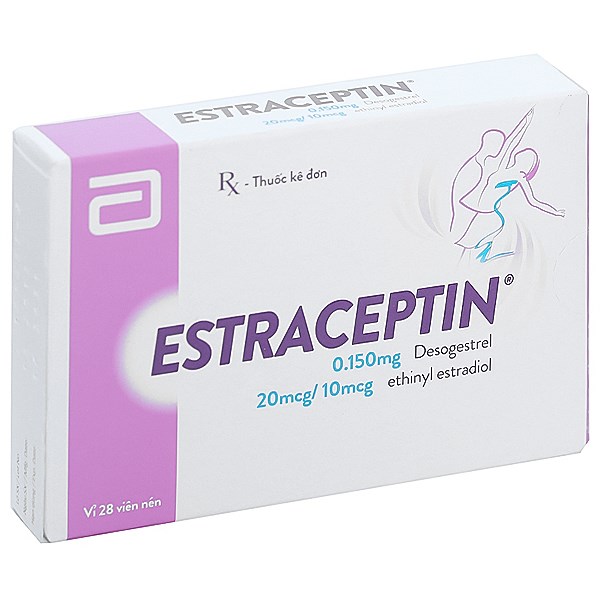 ESTRACEPTIN®
0.150mg Desogestrel
20mcg/ 10mcg ethinyl estradiol
Rx - Thuốc kê đơn
ESTRACEPTIN®
0.150mg Desogestrel
20mcg/ 10mcg ethinyl estradiol
Vỉ 28 viên nén